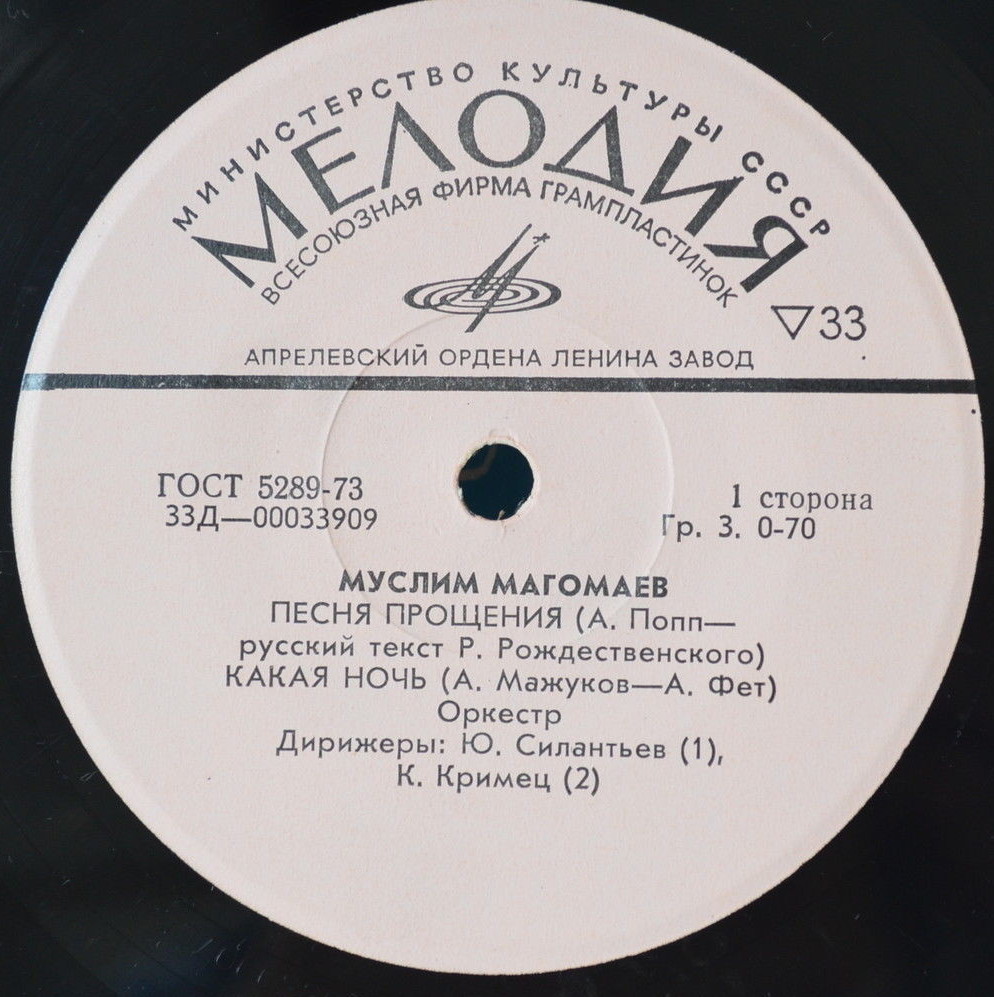 МИНИСТЕРСТВО КУЛЬТУРЫ СССР
МЕЛОДИЯ
ВСЕСОЮЗНАЯ ФИРМА ГРАМПЛАСТИНОК
▽33
АПРЕЛЕВСКИЙ ОРДЕНА ЛЕНИНА ЗАВОД
ГОСТ 5289-73
33Д—00033909
1 сторона
Гр. 3. 0-70
МУСЛИМ МАГОМАЕВ
ПЕСНЯ ПРОЩЕНИЯ (А. Попп—
русский текст Р. Рождественского)
КАКАЯ НОЧЬ (А. Мажуков—А. Фет)
Оркестр
Дирижеры: Ю. Силантьев (1),
К. Кримец (2)